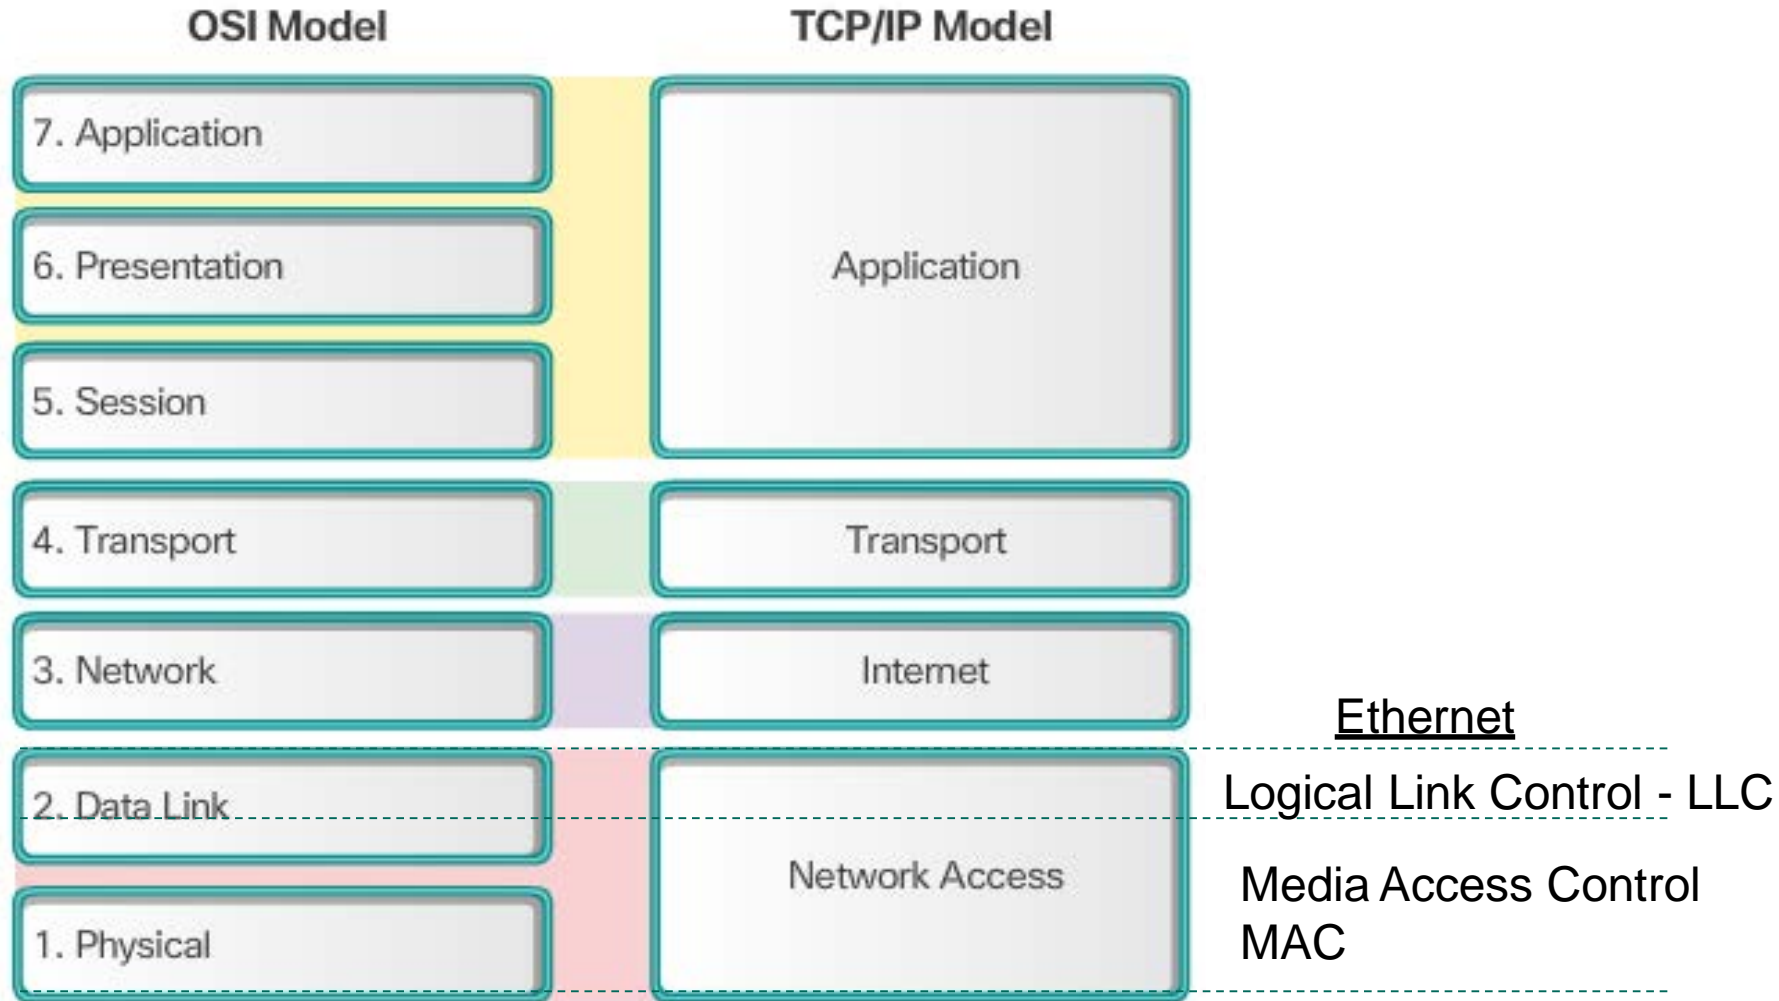 OSI Model
TCP/IP Model
7. Application
6. Presentation
5. Session
Application
4. Transport
Transport
3. Network
Internet
Ethernet
2. Data Link
Logical Link Control - LLC
Network Access
Media Access Control
MAC
1. Physical